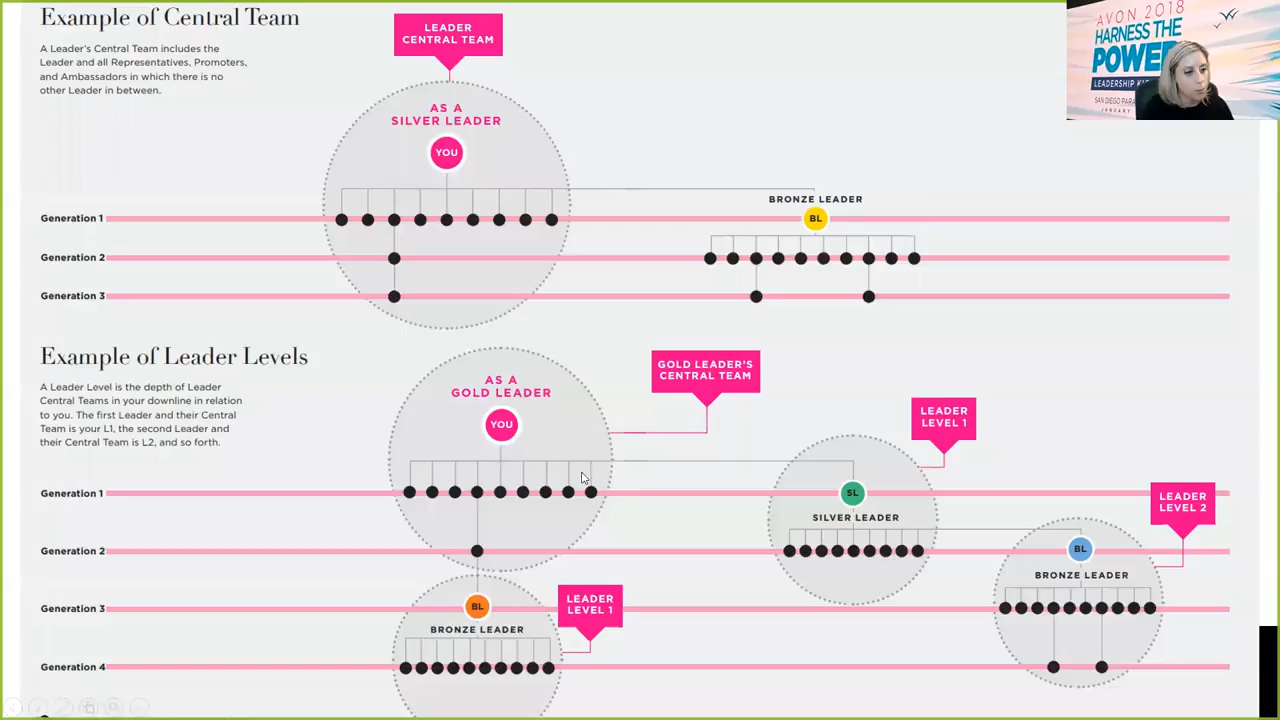 Example of Central Team
A Leader's Central Team includes the
Leader and all Representatives, Promoters,
and Ambassadors in which there is no
other Leader in between.
LEADER
CENTRAL TEAM
AS A
SILVER LEADER
YOU
BRONZE LEADER
BL
Generation 1
Generation 2
Generation 3
AVON 2018
HARNESS THE
POWER
LEADERSHIP
SAN DIEGO
Example of Leader Levels
A Leader Level is the depth of Leader
Central Teams in your downline in relation
to you. The first Leader and their Central
Team is your L1, the second Leader and
their Central Team is L2, and so forth.
AS A
GOLD LEADER
YOU
GOLD LEADER'S
CENTRAL TEAM
LEADER
LEVEL 1
LEADER
LEVEL 2
Generation 1
SL
SILVER LEADER
Generation 2
BL
BRONZE LEADER
Generation 3
BL
BRONZE LEADER
LEADER
LEVEL 1
Generation 4